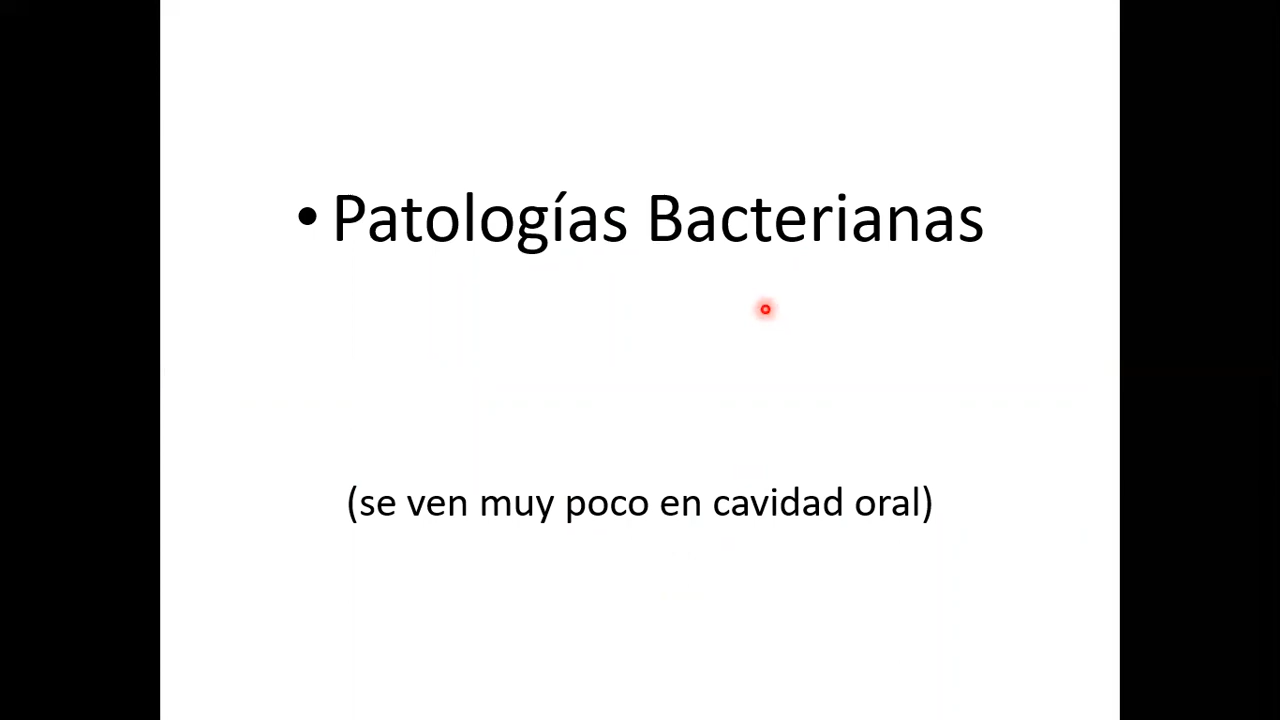 • Patologías Bacterianas
(se ven muy poco en cavidad oral)